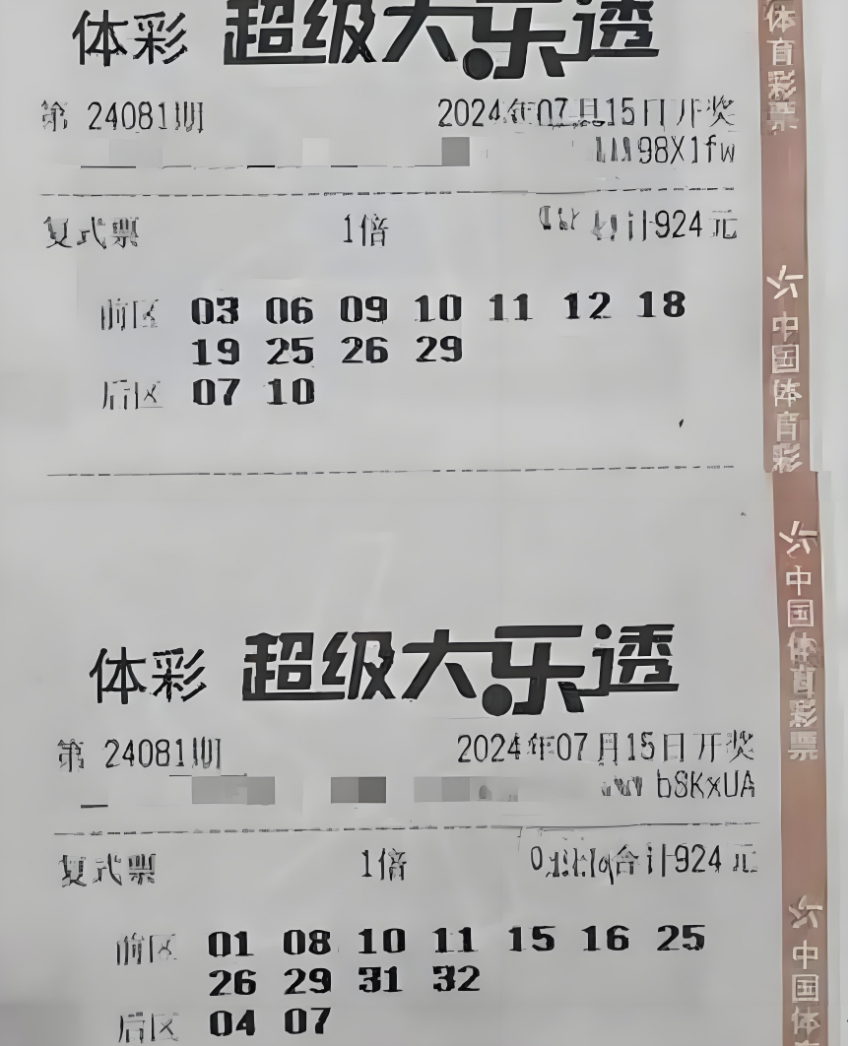 体彩 超级大乐透
第 24081期
2024年07月15日开奖
98X1fw
复式票 1倍 合计924元
前区 03 06 09 10 11 12 18
19 25 26 29
后区 07 10
体育彩票
中国体育彩
体彩 超级大乐透
第 24081期
2024年07月15日开奖
bSKxUA
复式票 1倍 合计924元
前区 01 08 10 11 15 16 25
26 29 31 32
后区 04 07
中国体育彩票
中国体